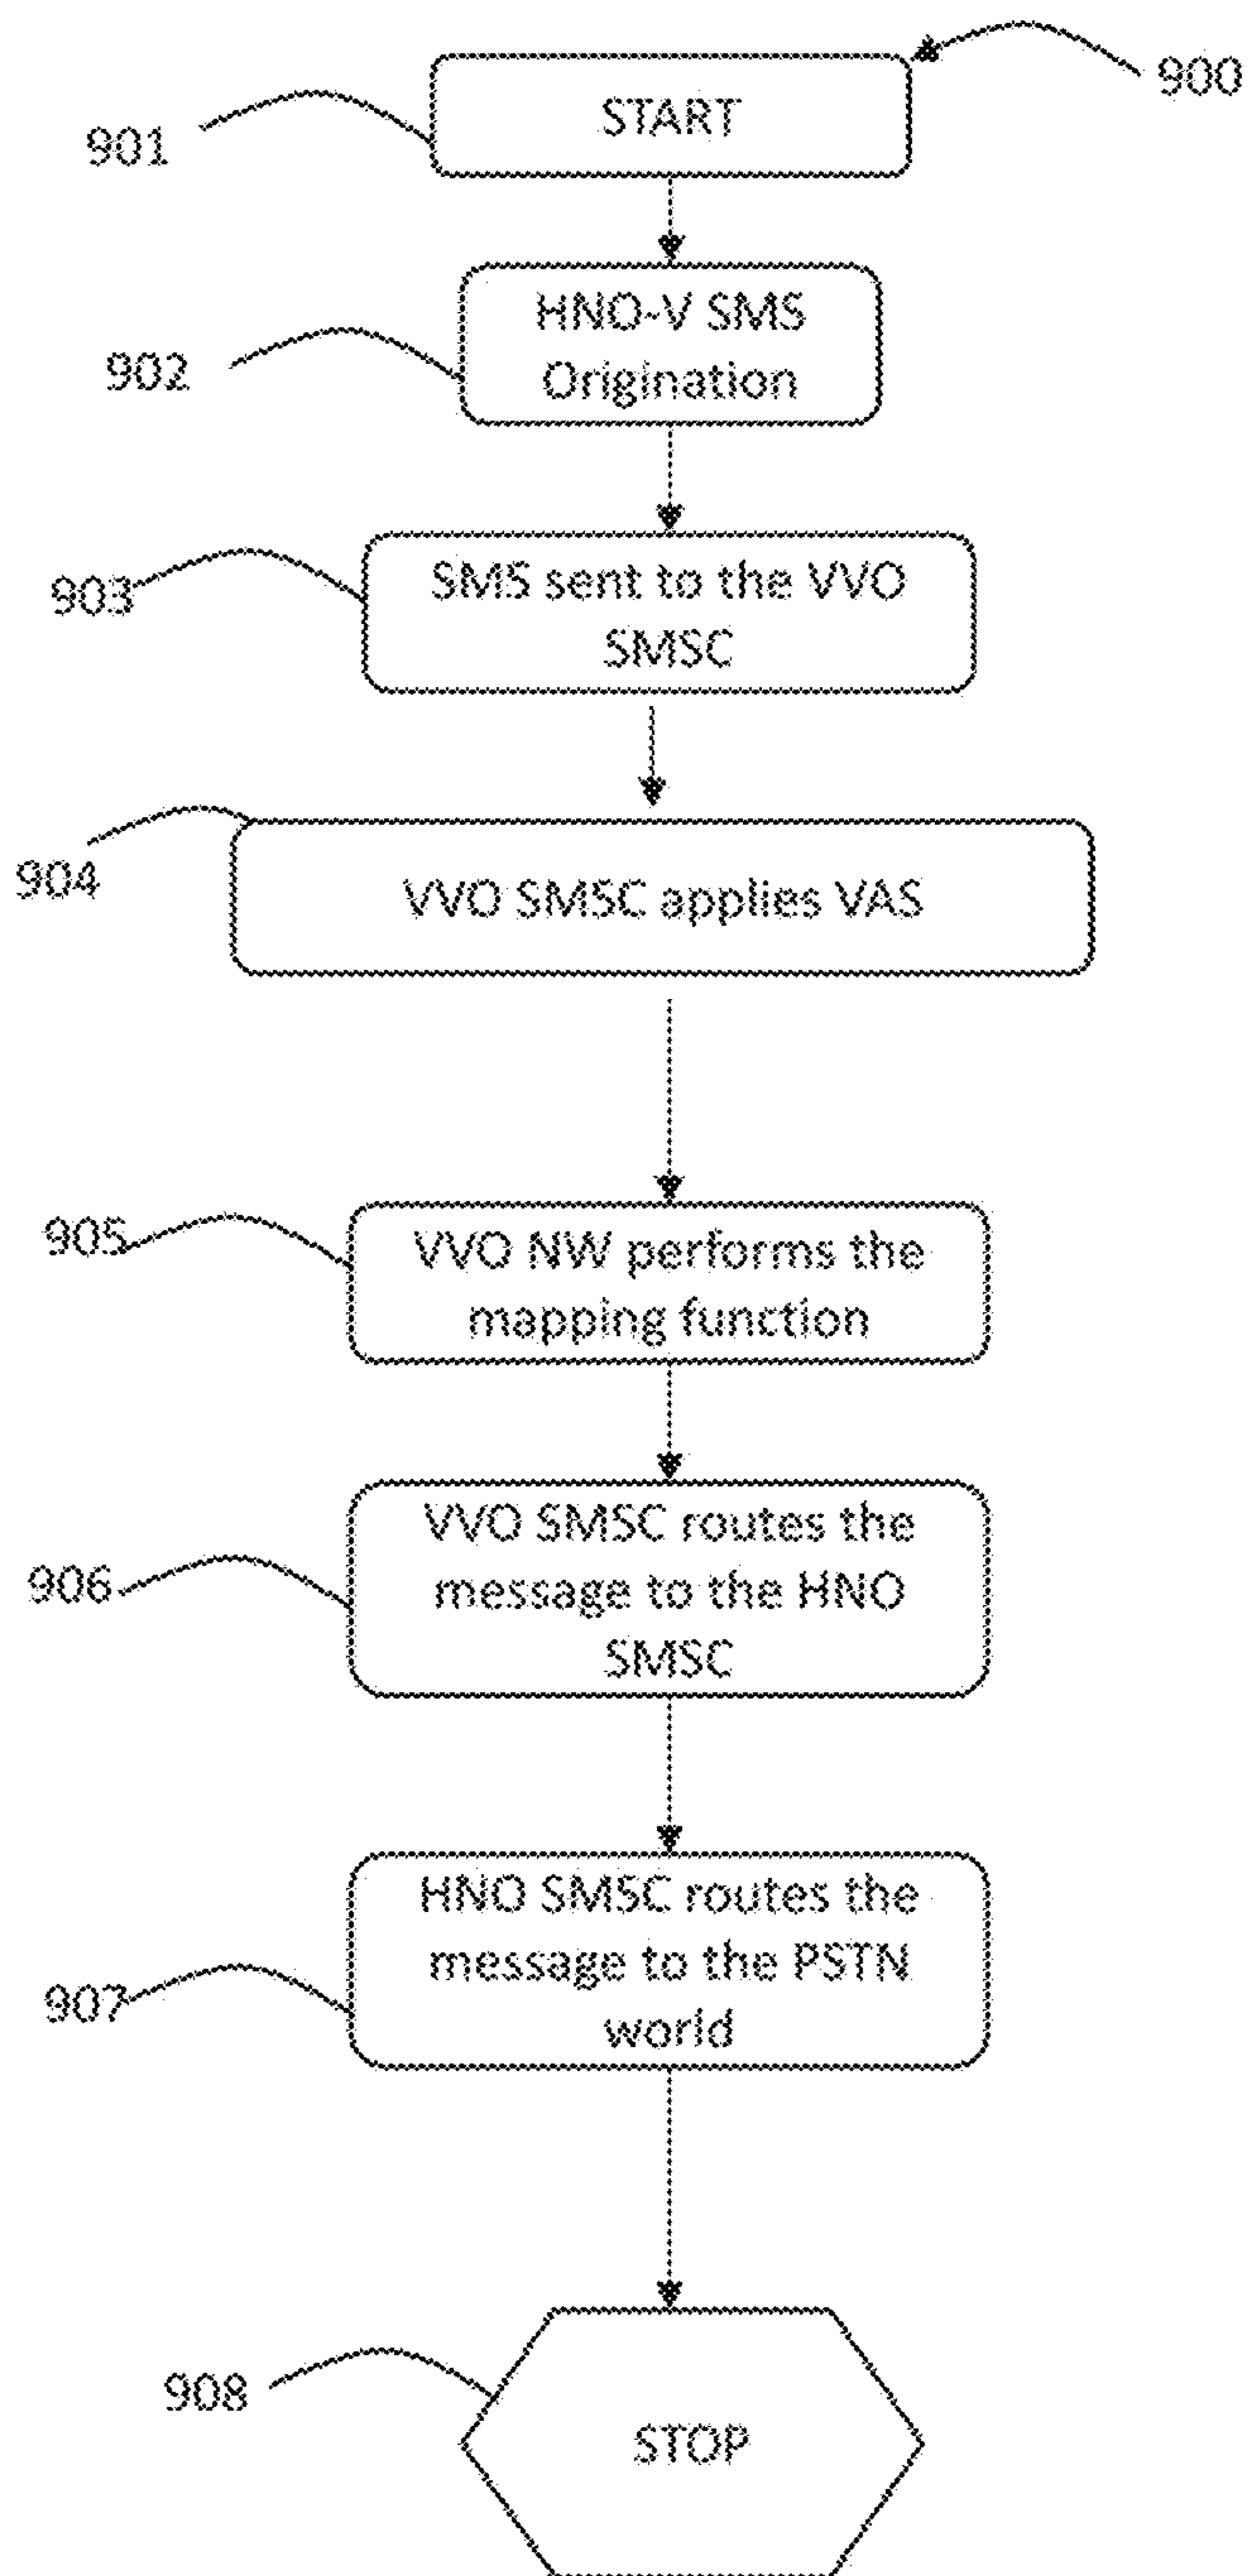 900
901
START
902
HNO-V SMS
Origination
903
SMS sent to the VVO
SMSC
904
VVO SMSC applies VAS
905
VVO NW performs the
mapping function
906
VVO SMSC routes the
message to the HNO
SMSC
907
HNO SMSC routes the
message to the PSTN
world
908
STOP